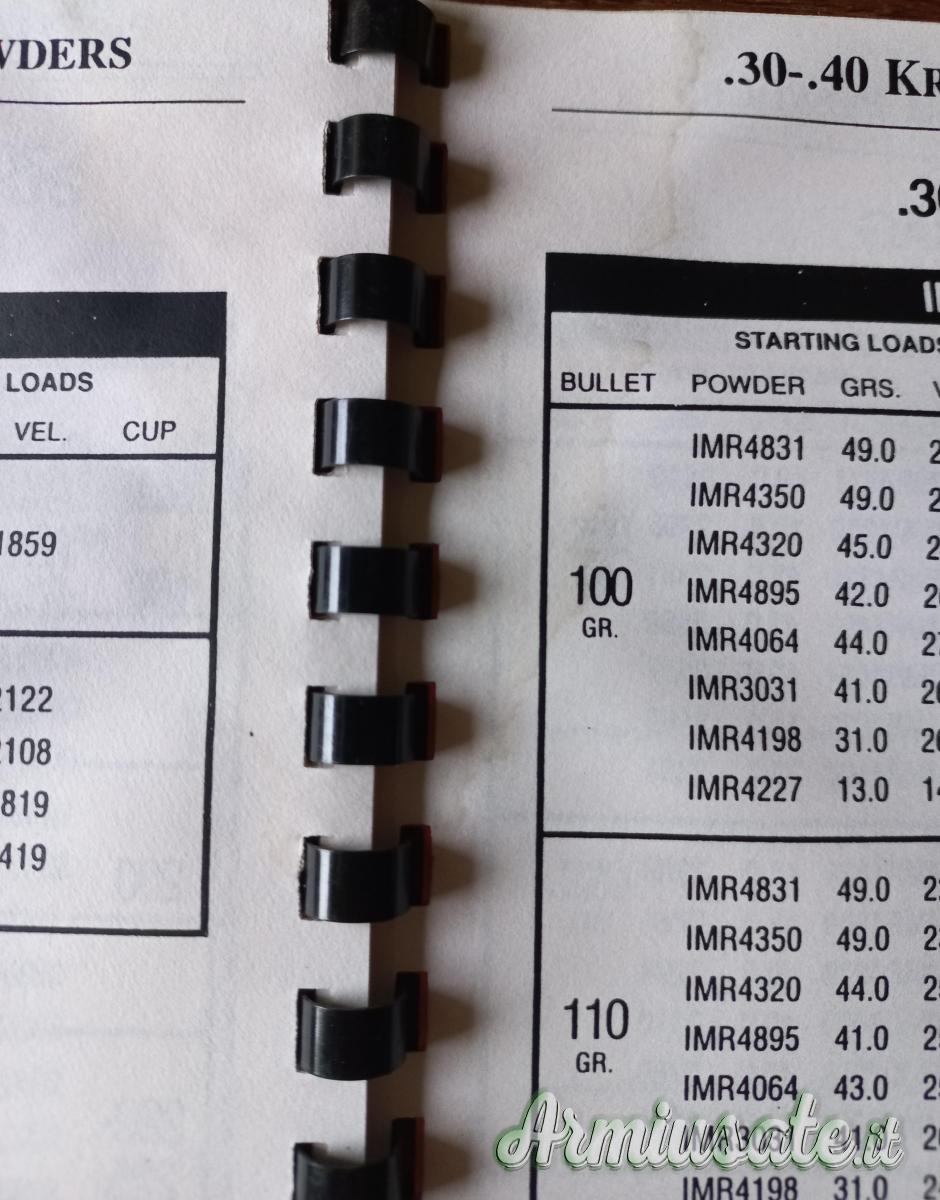 .30-.40
LOADS
VEL. CUP
1859
2122
2108
819
419
STARTING LOADS
BULLET POWDER GRS.
IMR4831 49.0
IMR4350 49.0
IMR4320 45.0
IMR4895 42.0
100
GR.
IMR4064 44.0
IMR3031 41.0
IMR4198 31.0
IMR4227 13.0
IMR4831 49.0
IMR4350 49.0
IMR4320 44.0
110
GR.
IMR4895 41.0
IMR4064 43.0
IMR4198 31.0
Armiusate.it